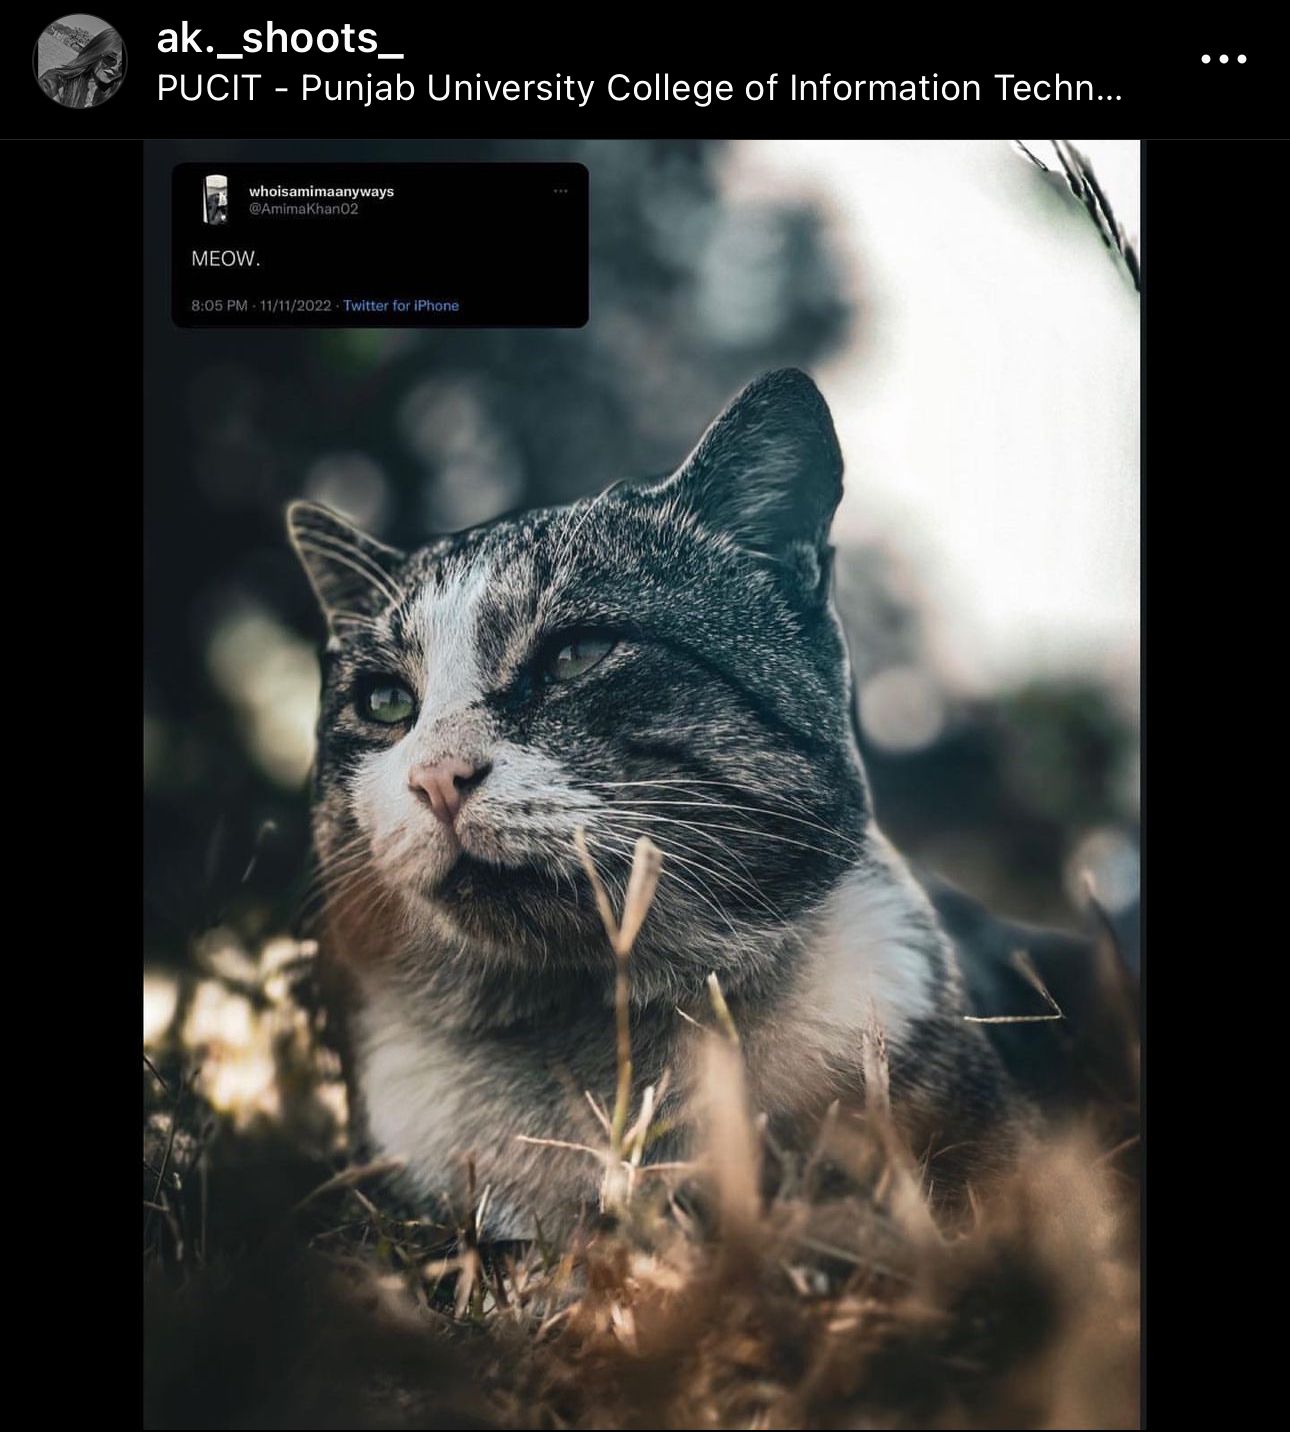 ak._shoots_
PUCIT - Punjab University College of Information Techn...
whoisamimaanyways
@AmimaKhan02
MEOW.
8:05 PM · 11/11/2022 · Twitter for iPhone